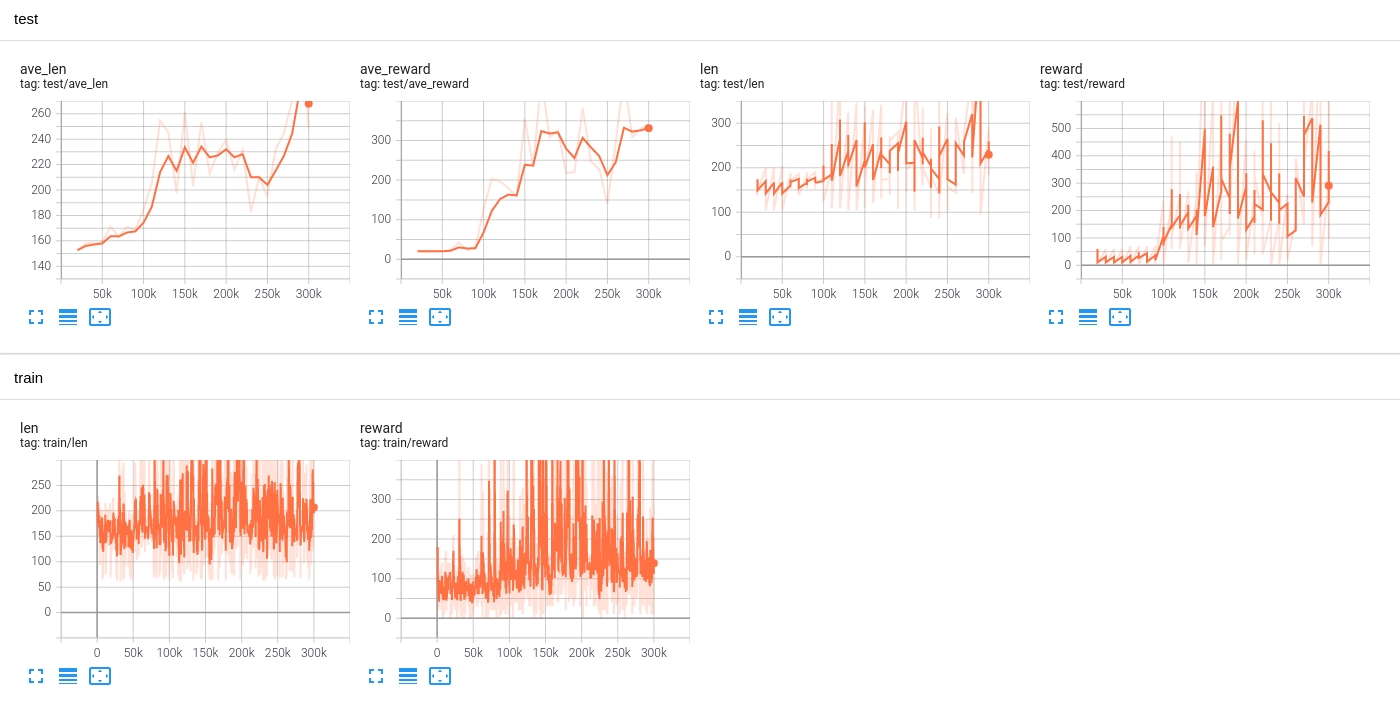 test
ave_len
tag: test/ave_len
260
240
220
200
180
160
140
50k 100k 150k 200k 250k 300k
ave_reward
tag: test/ave_reward
300
200
100
0
50k 100k 150k 200k 250k 300k
len
tag: test/len
300
200
100
0
50k 100k 150k 200k 250k 300k
reward
tag: test/reward
500
400
300
200
100
0
50k 100k 150k 200k 250k 300k
train
len
tag: train/len
250
200
150
100
50
0
0 50k 100k 150k 200k 250k 300k
reward
tag: train/reward
300
200
100
0
0 50k 100k 150k 200k 250k 300k